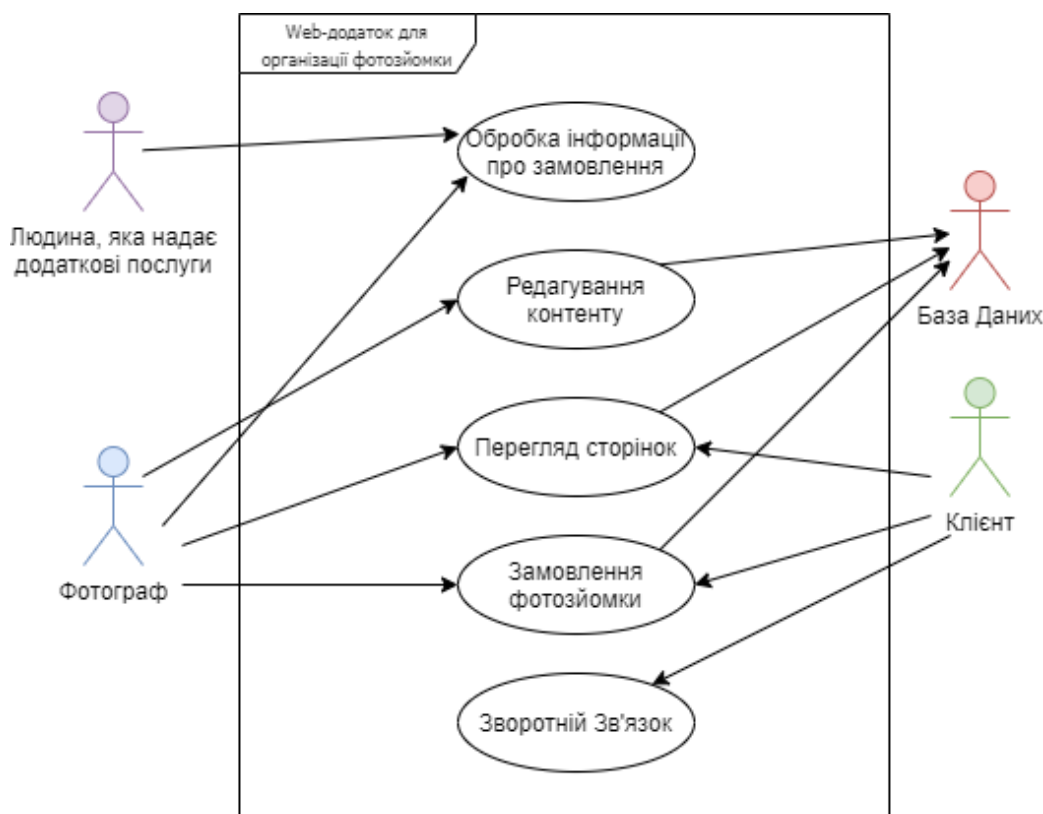 Web-додаток для
організації фотозйомки
Обробка інформації
про замовлення
Людина, яка надає
додаткові послуги
Редагування
контенту
База Даних
Перегляд сторінок
Клієнт
Фотограф
Замовлення
фотозйомки
Зворотній Зв'язок